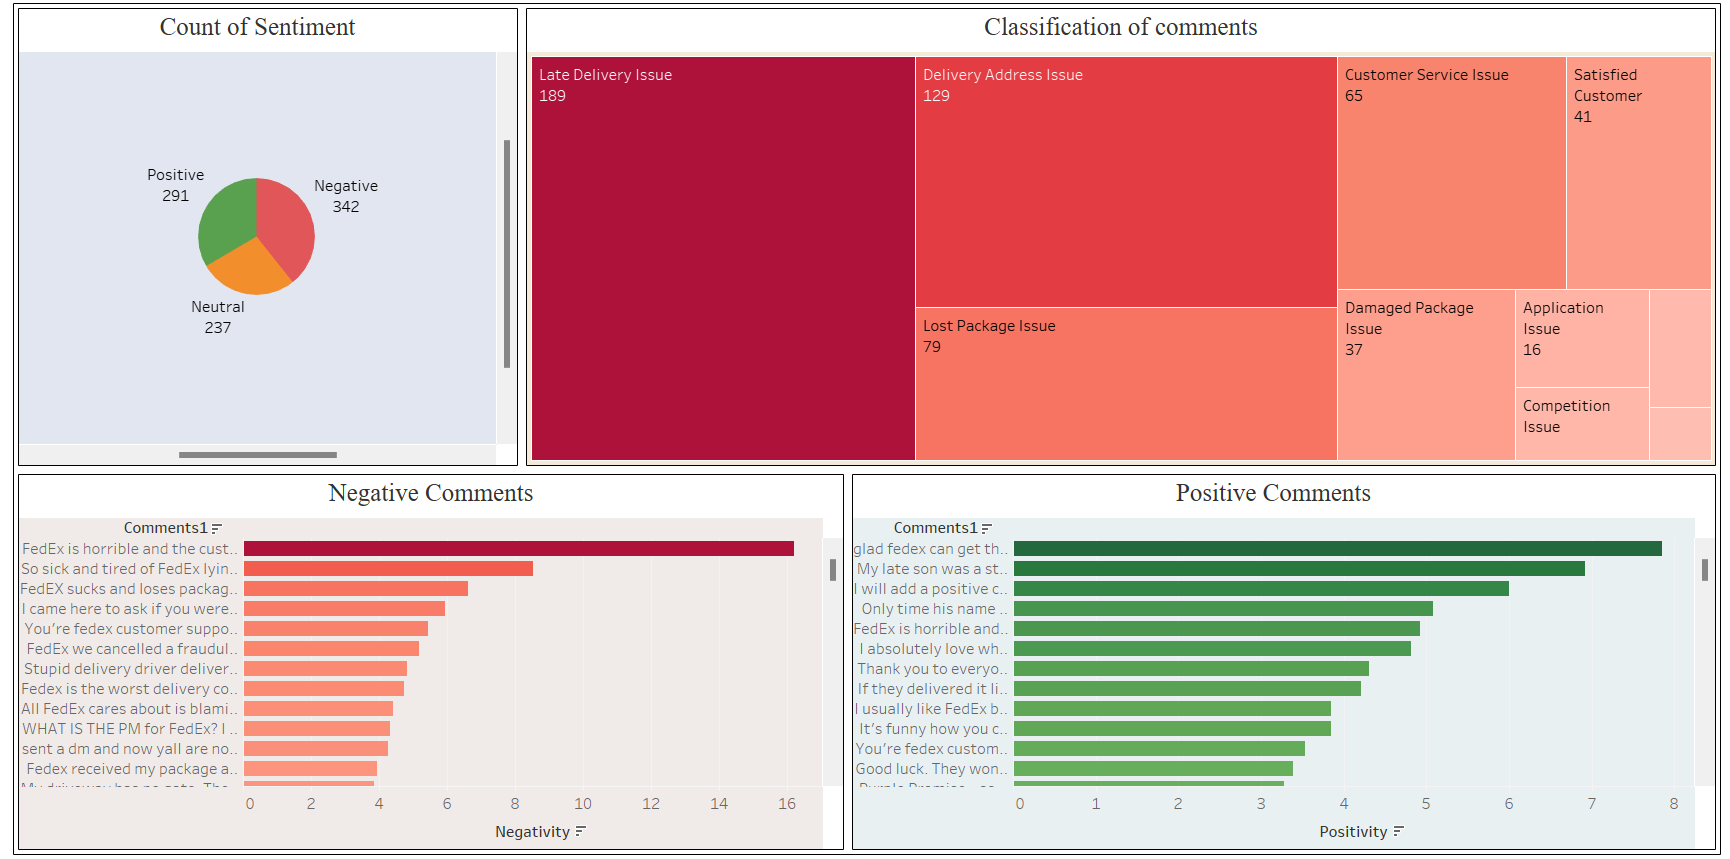 Count of Sentiment
Positive
291
Negative
342
Neutral
237
Classification of comments
Late Delivery Issue
189
Delivery Address Issue
129
Lost Package Issue
79
Customer Service Issue
65
Satisfied
Customer
41
Damaged Package
Issue
37
Application
Issue
16
Competition
Issue
Negative Comments
Comments1
FedEx is horrible and the cust..
So sick and tired of FedEx lyin..
FedEX sucks and loses packag..
I came here to ask if you were..
You're fedex customer suppo..
FedEx we cancelled a fraudul..
Stupid delivery driver deliver..
Fedex is the worst delivery co..
All FedEx cares about is blami..
WHAT IS THE PM for FedEx? I ..
sent a dm and now yall are no..
Fedex received my package a..
My driveway has no gate. The..
0 2 4 6 8 10 12 14 16
Negativity
Positive Comments
Comments1
glad fedex can get th..
My late son was a st..
I will add a positive c..
Only time his name ..
FedEx is horrible and..
I absolutely love wh..
Thank you to everyo..
If they delivered it li..
I usually like FedEx b..
It's funny how you c..
You're fedex custom..
Good luck. They won..
Purple Promise
0 1 2 3 4 5 6 7 8
Positivity